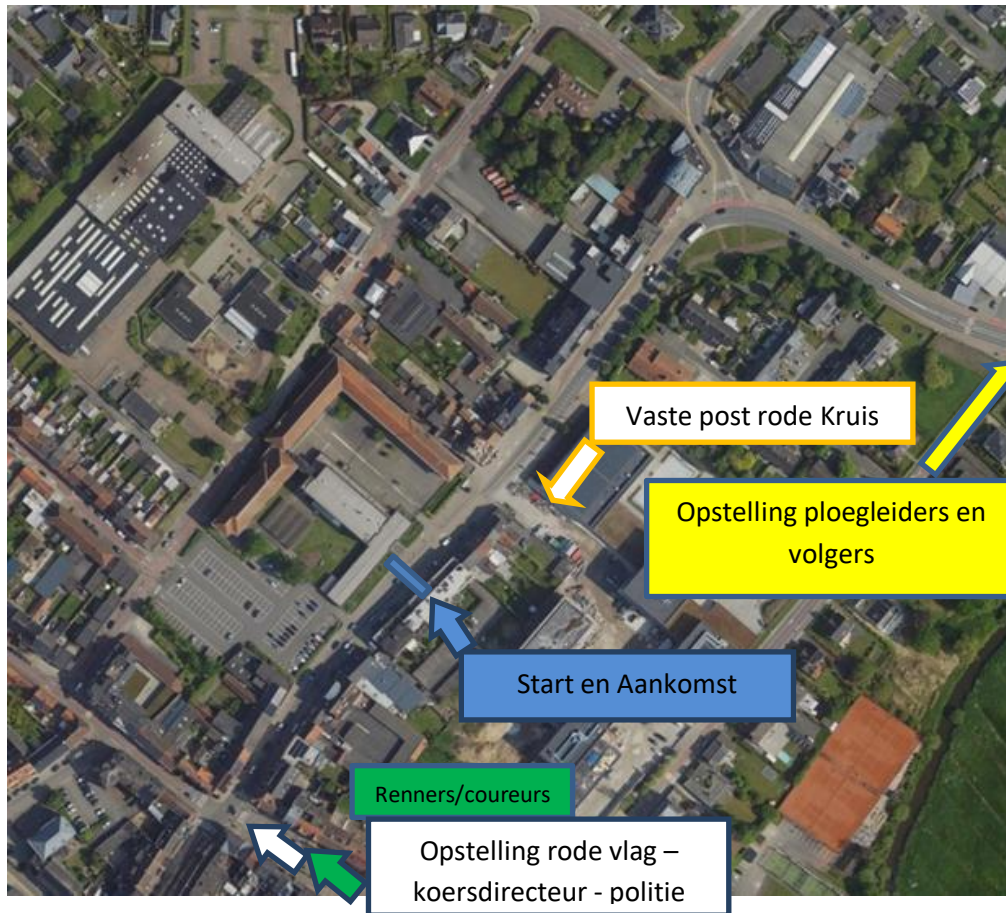 Vaste post rode Kruis
Opstelling ploegleiders en
volgers
Start en Aankomst
Renners/coureurs
Opstelling rode vlag –
koersdirecteur - politie